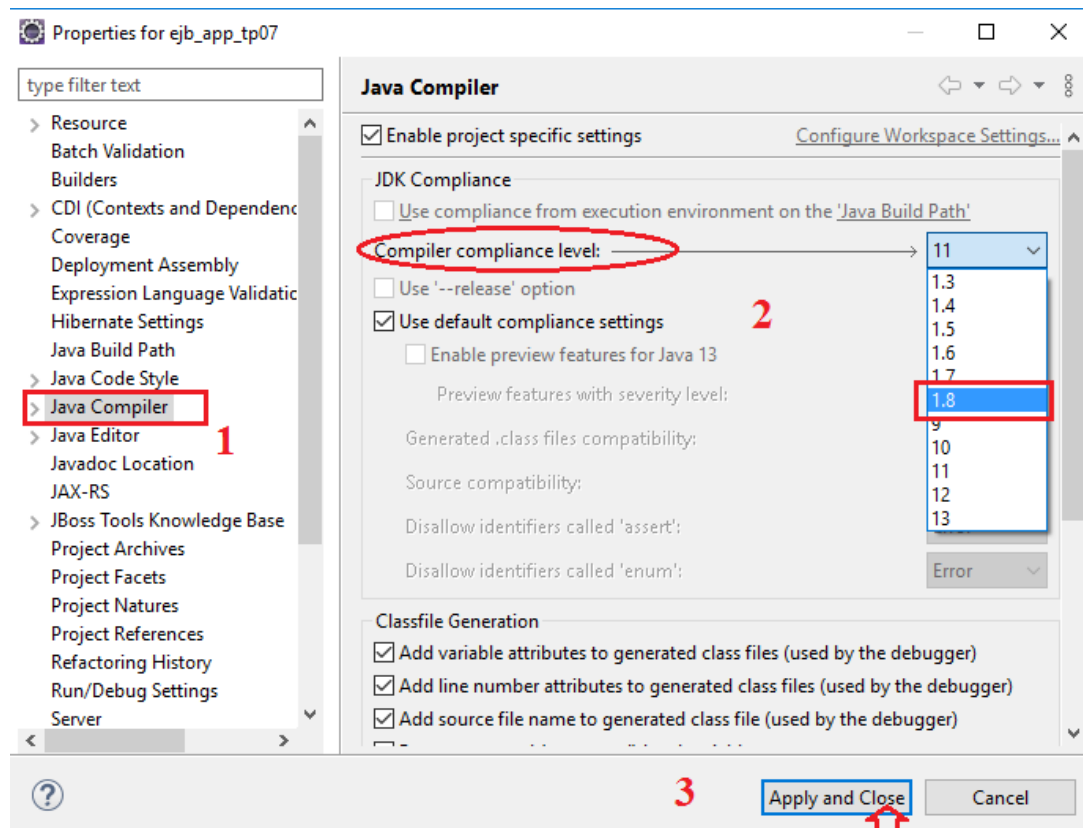 Properties for ejb_app_tp07
type filter text
Resource
Batch Validation
Builders
CDI (Contexts and Dependenc
Coverage
Deployment Assembly
Expression Language Validatic
Hibernate Settings
Java Build Path
Java Code Style
Java Compiler
1
Java Editor
Javadoc Location
JAX-RS
JBoss Tools Knowledge Base
Project Archives
Project Facets
Project Natures
Project References
Refactoring History
Run/Debug Settings
Server
Java Compiler
Enable project specific settings Configure Workspace Settings...
JDK Compliance
Use compliance from execution environment on the 'Java Build Path'
Compiler compliance level: 11
1.3
1.4
1.5
1.6
1.7
1.8
9
10
11
12
13
Use '--release' option
Use default compliance settings 2
Enable preview features for Java 13
Preview features with severity level:
Generated .class files compatibility:
Source compatibility:
Disallow identifiers called 'assert':
Disallow identifiers called 'enum': Error
Classfile Generation
Add variable attributes to generated class files (used by the debugger)
Add line number attributes to generated class files (used by the debugger)
Add source file name to generated class file (used by the debugger)
3 Apply and Close Cancel